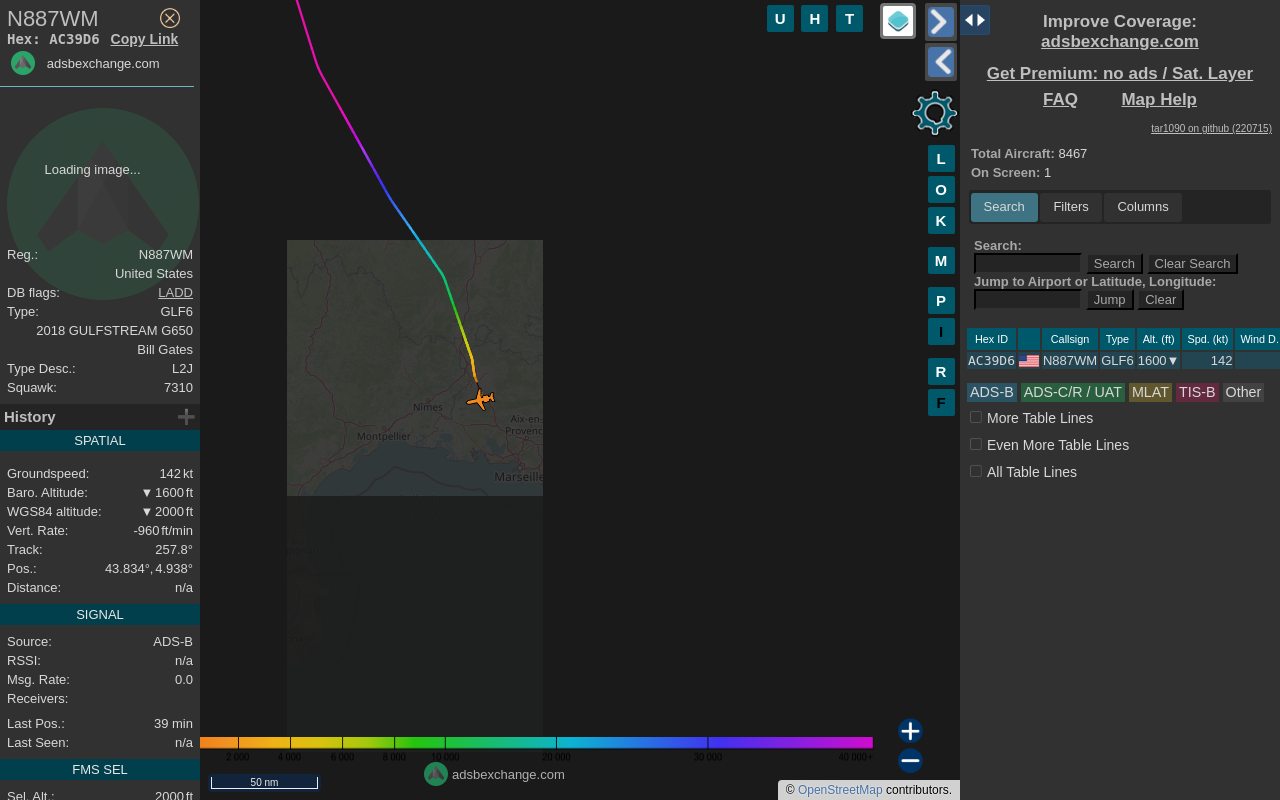 N887WM
Hex: AC39D6 Copy Link
adsbexchange.com
Loading image...
Reg.: N887WM
United States
DB flags: LADD
Type: GLF6
2018 GULFSTREAM G650
Bill Gates
Type Desc.: L2J
Squawk: 7310
History
SPATIAL
Groundspeed: 142 kt
Baro. Altitude: ▼ 1600 ft
WGS84 altitude: ▼ 2000 ft
Vert. Rate: -960 ft/min
Track: 257.8°
Pos.: 43.834°, 4.938°
Distance: n/a
SIGNAL
Source: ADS-B
RSSI: n/a
Msg. Rate: 0.0
Receivers:
Last Pos.: 39 min
Last Seen: n/a
FMS SEL
Sel. Alt.: 2000 ft
U H T
L
O
K
M
P
I
R
F
Nîmes
Aix-en-
Provenc
Montpellier
Marseille
2 000 4 000 6 000 8 000 10 000 20 000 30 000 40 000+
adsbexchange.com
50 nm
© OpenStreetMap contributors.
Improve Coverage:
adsbexchange.com
Get Premium: no ads / Sat. Layer
FAQ Map Help
tar1090 on github (220715)
Total Aircraft: 8467
On Screen: 1
Search Filters Columns
Search:
Search Clear Search
Jump to Airport or Latitude, Longitude:
Jump Clear
Hex ID Callsign Type Alt. (ft) Spd. (kt) Wind D.
AC39D6 N887WM GLF6 1600▼ 142
ADS-B ADS-C/R / UAT MLAT TIS-B Other
More Table Lines
Even More Table Lines
All Table Lines